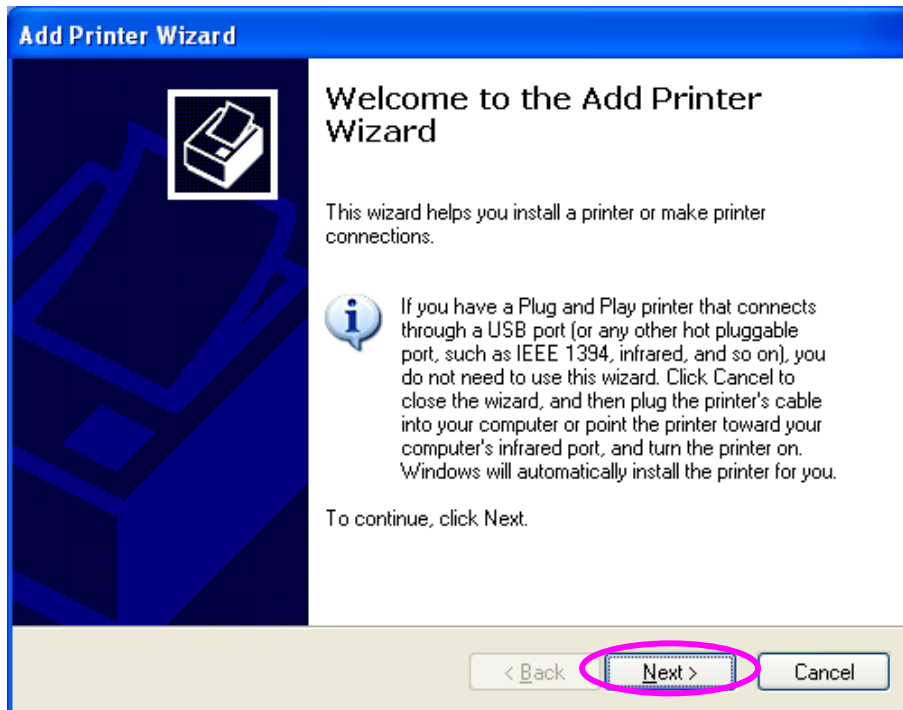 Add Printer Wizard
Welcome to the Add Printer
Wizard
This wizard helps you install a printer or make printer
connections.
If you have a Plug and Play printer that connects
through a USB port (or any other hot pluggable
port, such as IEEE 1394, infrared, and so on), you
do not need to use this wizard. Click Cancel to
close the wizard, and then plug the printer's cable
into your computer or point the printer toward your
computer's infrared port, and turn the printer on.
Windows will automatically install the printer for you.
To continue, click Next.
< Back Next > Cancel